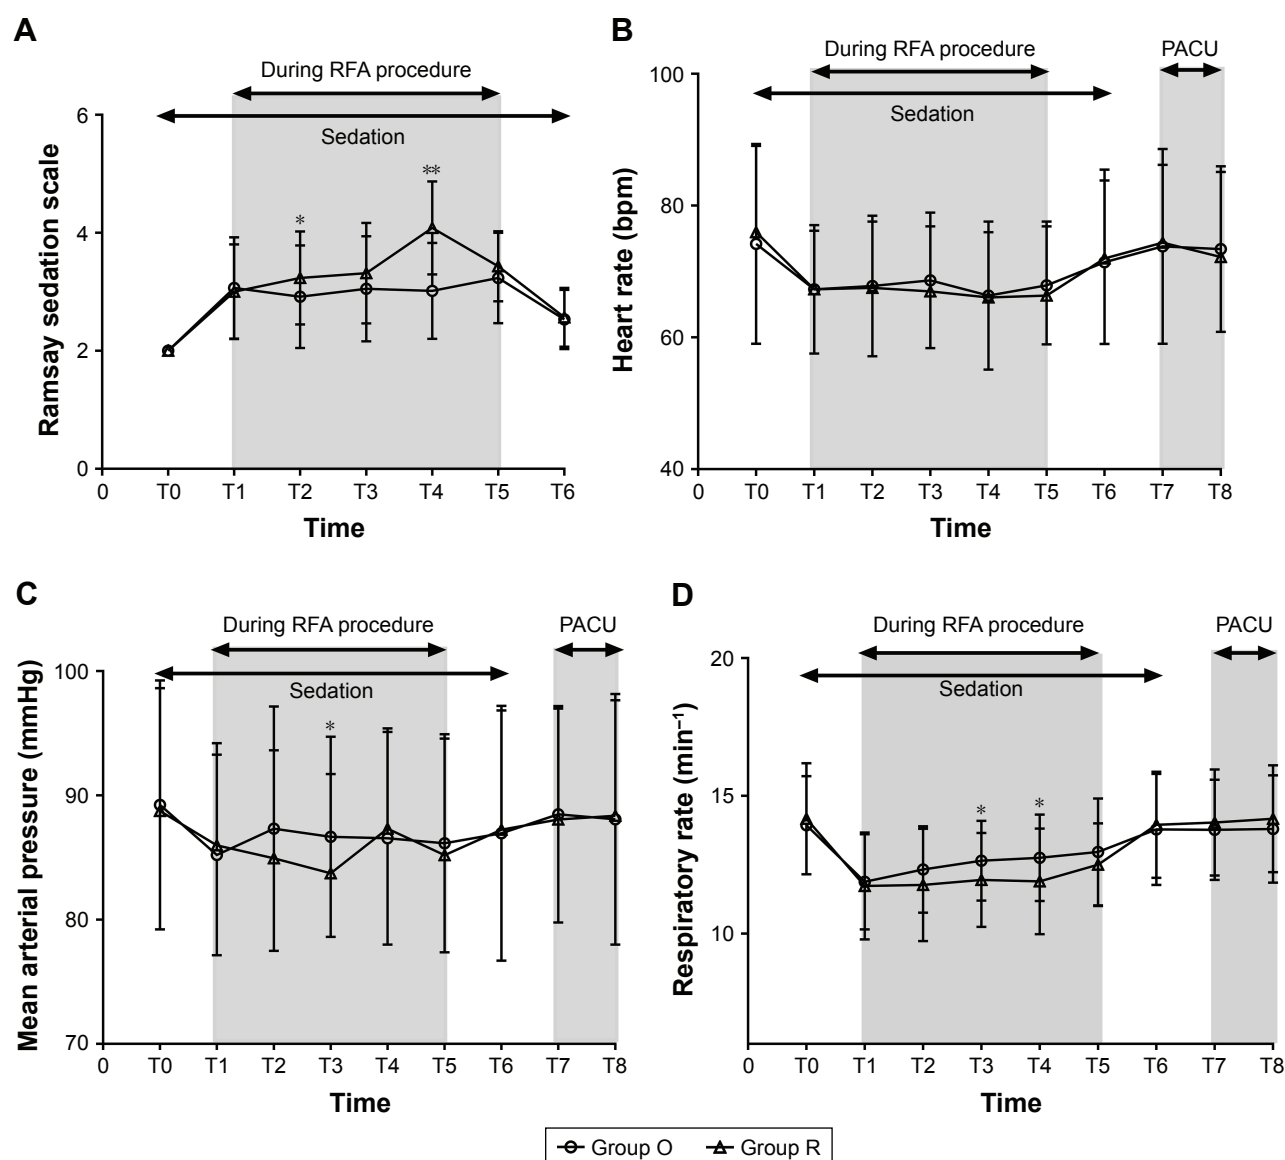 A
During RFA procedure
Sedation
Ramsay sedation scale
6
4
2
0
*
**
0 T0 T1 T2 T3 T4 T5 T6
Time
B
During RFA procedure
PACU
Sedation
Heart rate (bpm)
100
80
60
40
0 T0 T1 T2 T3 T4 T5 T6 T7 T8
Time
C
During RFA procedure
PACU
Sedation
Mean arterial pressure (mmHg)
100
90
80
70
*
0 T0 T1 T2 T3 T4 T5 T6 T7 T8
Time
D
During RFA procedure
PACU
Sedation
Respiratory rate (min⁻¹)
20
15
10
*
*
0 T0 T1 T2 T3 T4 T5 T6 T7 T8
Time
Group O Group R